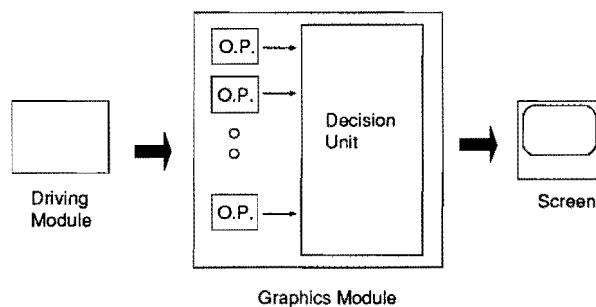 O.P.
O.P.
O.P.
Decision
Unit
Driving
Module
Screen
Graphics Module